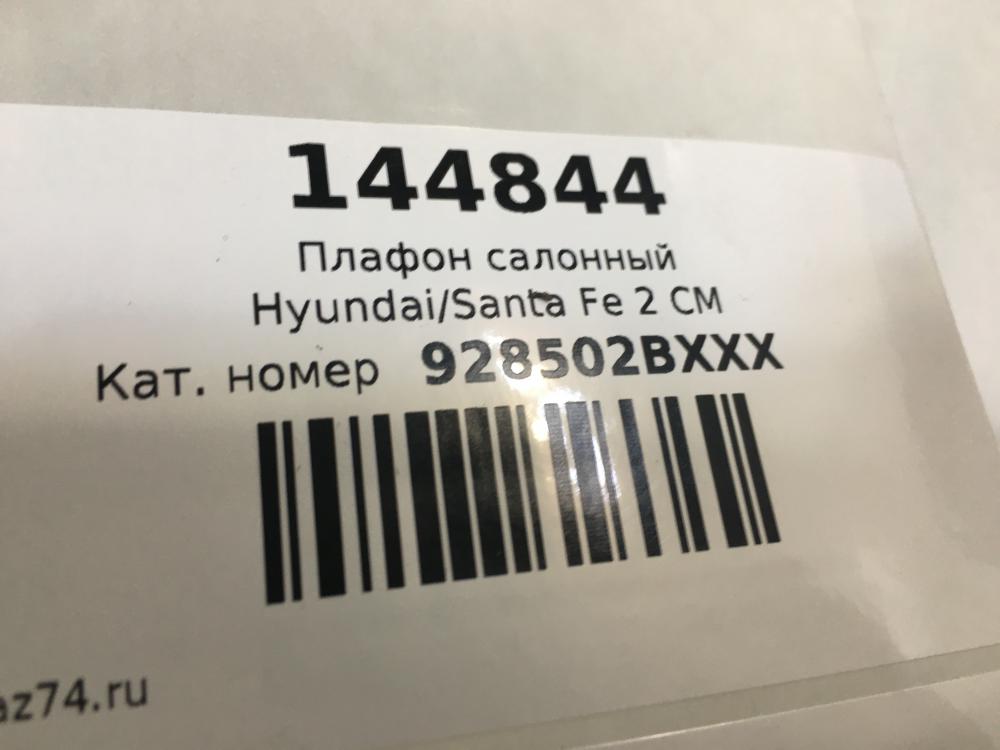 144844
Плафон салонный
Hyundai/Santa Fe 2 CM
Кат. номер 928502BXXX
az74.ru